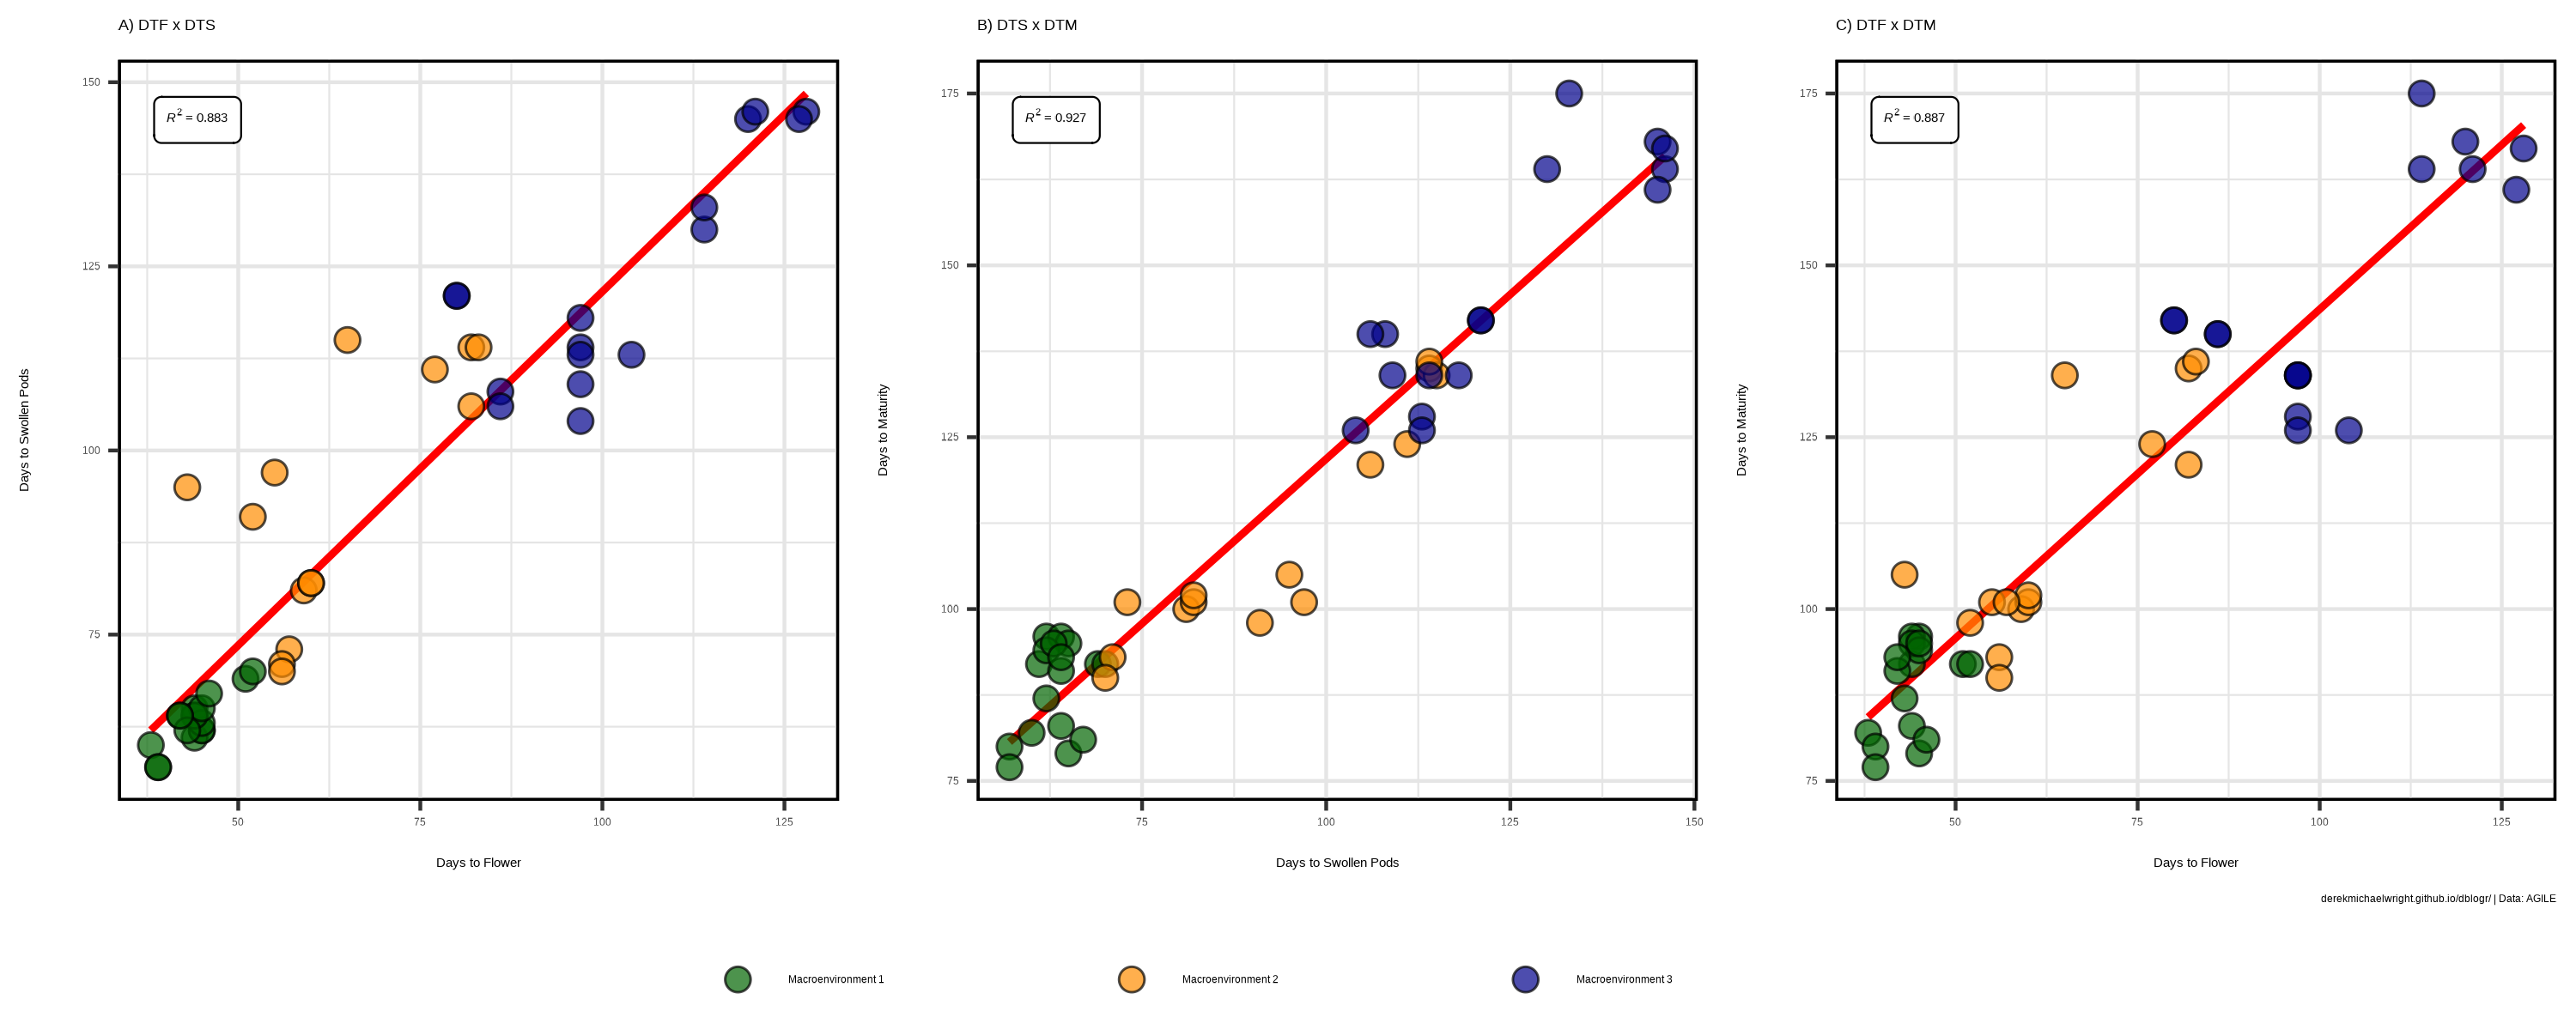 A) DTF x DTS
B) DTS x DTM
C) DTF x DTM
R² = 0.883
R² = 0.927
R² = 0.887
Days to Swollen Pods
150
125
100
75
50
75
100
125
Days to Flower
Days to Maturity
175
150
125
100
75
75
100
125
150
Days to Swollen Pods
Days to Maturity
175
150
125
100
75
50
75
100
125
Days to Flower
derekmichaelwright.github.io/dblogr/ | Data: AGILE
Macroenvironment 1
Macroenvironment 2
Macroenvironment 3